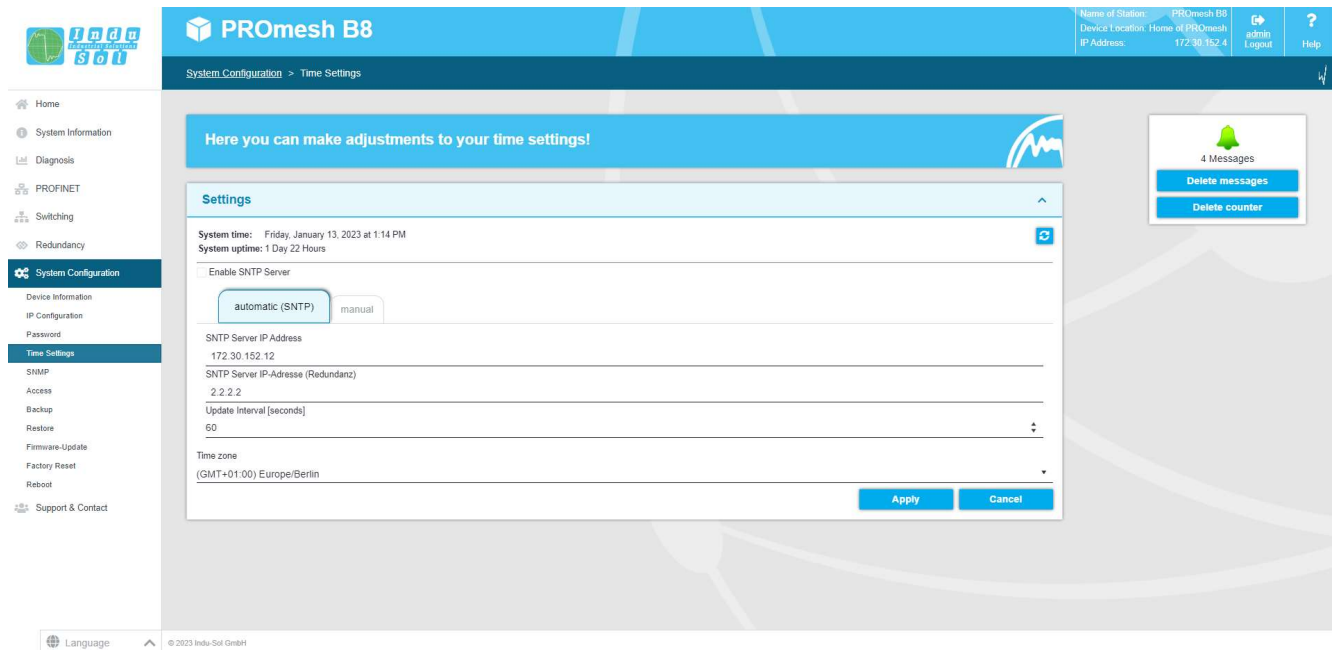 Indu
Industrial Solutions
Sol
PROmesh B8
Name of Station: PROmesh B8
Device Location: Home of PROmesh
IP Address: 172.30.152.4
admin
Logout
?
Help
System Configuration > Time Settings
Home
System Information
Diagnosis
PROFINET
Switching
Redundancy
System Configuration
Device Information
IP Configuration
Password
Time Settings
SNMP
Access
Backup
Restore
Firmware-Update
Factory Reset
Reboot
Support & Contact
Here you can make adjustments to your time settings!
Settings
System time: Friday, January 13, 2023 at 1:14 PM
System uptime: 1 Day 22 Hours
Enable SNTP Server
automatic (SNTP) manual
SNTP Server IP Address
172.30.152.12
SNTP Server IP-Adresse (Redundanz)
2.2.2.2
Update Interval [seconds]
60
Time zone
(GMT+01:00) Europe/Berlin
Apply Cancel
4 Messages
Delete messages
Delete counter
Language
© 2023 Indu-Sol GmbH